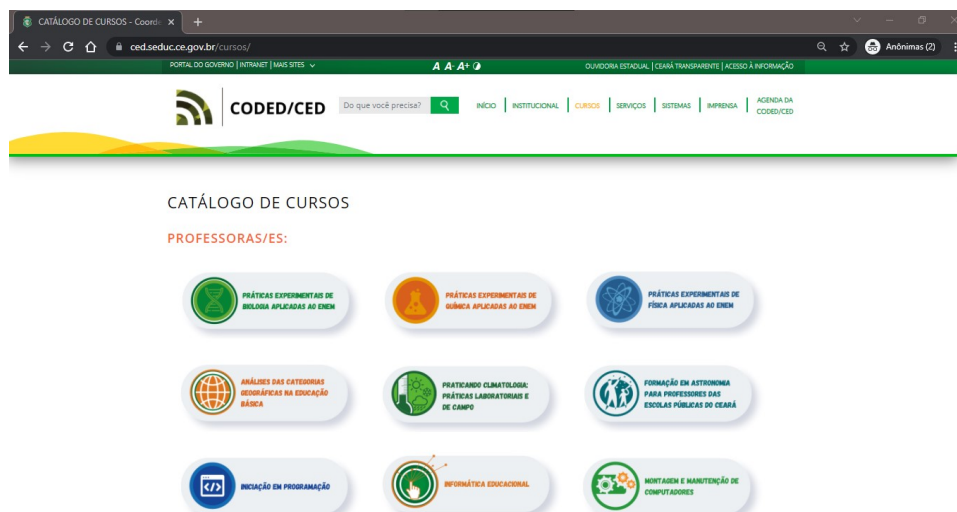 CATÁLOGO DE CURSOS - Coorde
ced.seduc.ce.gov.br/cursos/
Anônimas (2)
PORTAL DO GOVERNO | INTRANET | MAIS SITES
A A- A+
OUVIDORIA ESTADUAL | CEARÁ TRANSPARENTE | ACESSO À INFORMAÇÃO
CODED/CED
Do que você precisa?
INÍCIO | INSTITUCIONAL | CURSOS | SERVIÇOS | SISTEMAS | IMPRENSA | AGENDA DA
CODED/CED
CATÁLOGO DE CURSOS
PROFESSORAS/ES:
PRÁTICAS EXPERIMENTAIS DE
BIOLOGIA APLICADAS AO ENEM
PRÁTICAS EXPERIMENTAIS DE
QUÍMICA APLICADAS AO ENEM
PRÁTICAS EXPERIMENTAIS DE
FÍSICA APLICADAS AO ENEM
ANÁLISES DAS CATEGORIAS
GEOGRÁFICAS NA EDUCAÇÃO
BÁSICA
PRATICANDO CLIMATOLOGIA:
PRÁTICAS LABORATORIAIS E
DE CAMPO
FORMAÇÃO EM ASTRONOMIA
PARA PROFESSORES DAS
ESCOLAS PÚBLICAS DO CEARÁ
INICIAÇÃO EM PROGRAMAÇÃO
INFORMÁTICA EDUCACIONAL
MONTAGEM E MANUTENÇÃO DE
COMPUTADORES